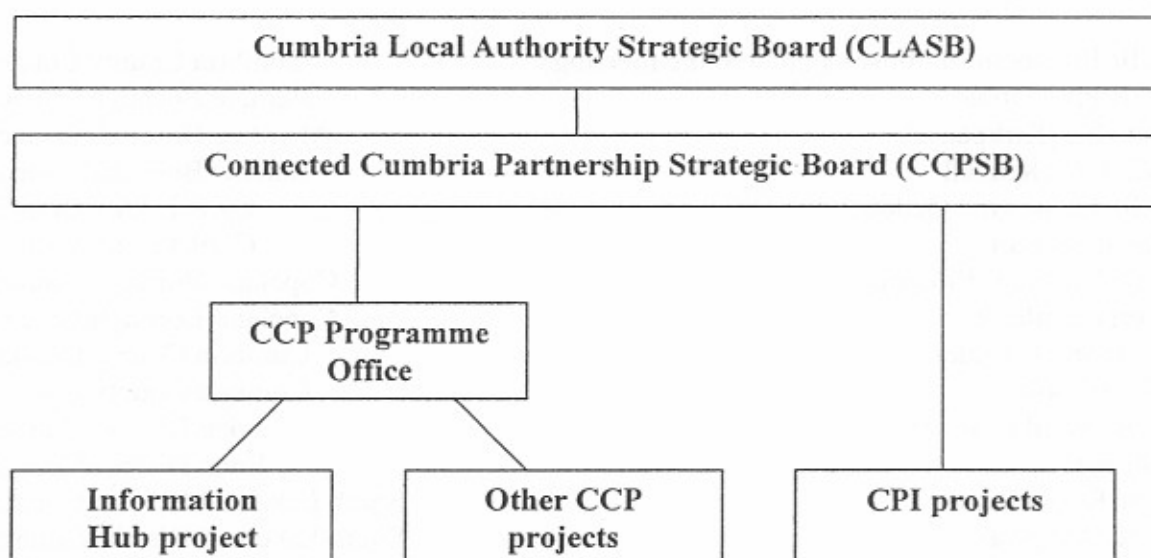 Cumbria Local Authority Strategic Board (CLASB)
Connected Cumbria Partnership Strategic Board (CCPSB)
CCP Programme
Office
Information
Hub project
Other CCP
projects
CPI projects